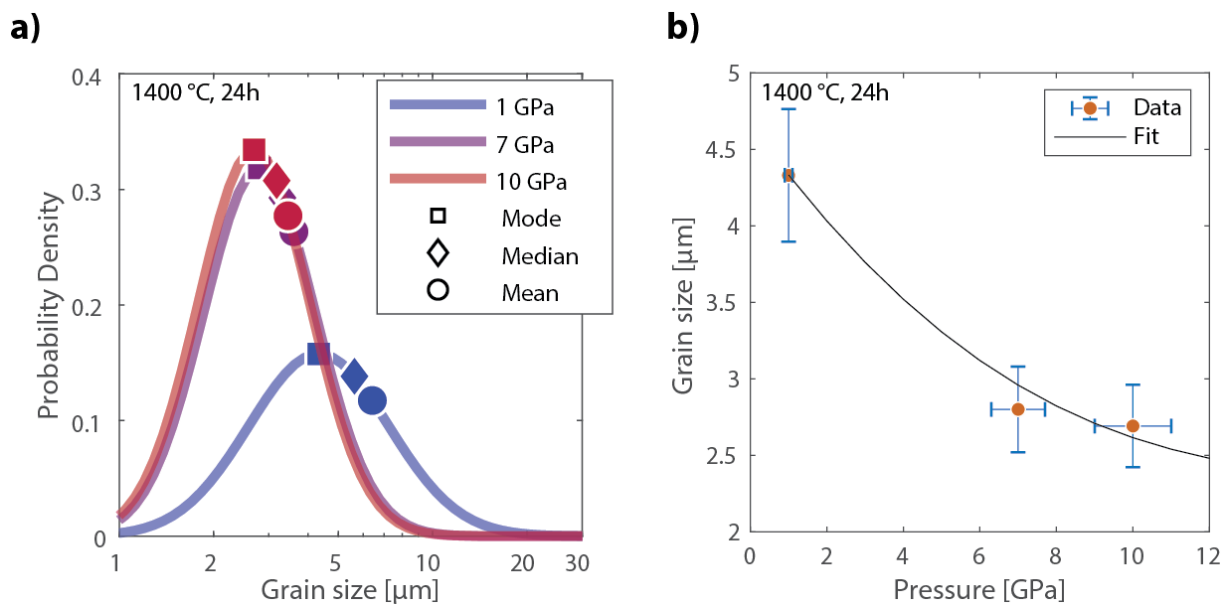 a)
1400 °C, 24h
1 GPa
7 GPa
10 GPa
Mode
Median
Mean
Probability Density
0.4
0.3
0.2
0.1
0
1
2
5
10
20
30
Grain size [µm]
b)
1400 °C, 24h
Data
Fit
Grain size [µm]
5
4.5
4
3.5
3
2.5
2
0
2
4
6
8
10
12
Pressure [GPa]